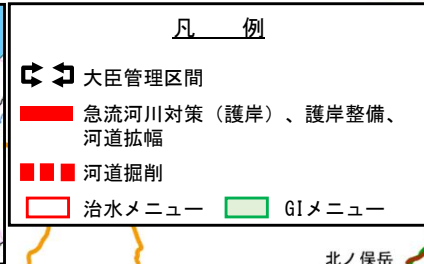 凡　例
大臣管理区間
急流河川対策（護岸）、護岸整備、
河道拡幅
河道掘削
治水メニュー　GIメニュー
北ノ俣岳